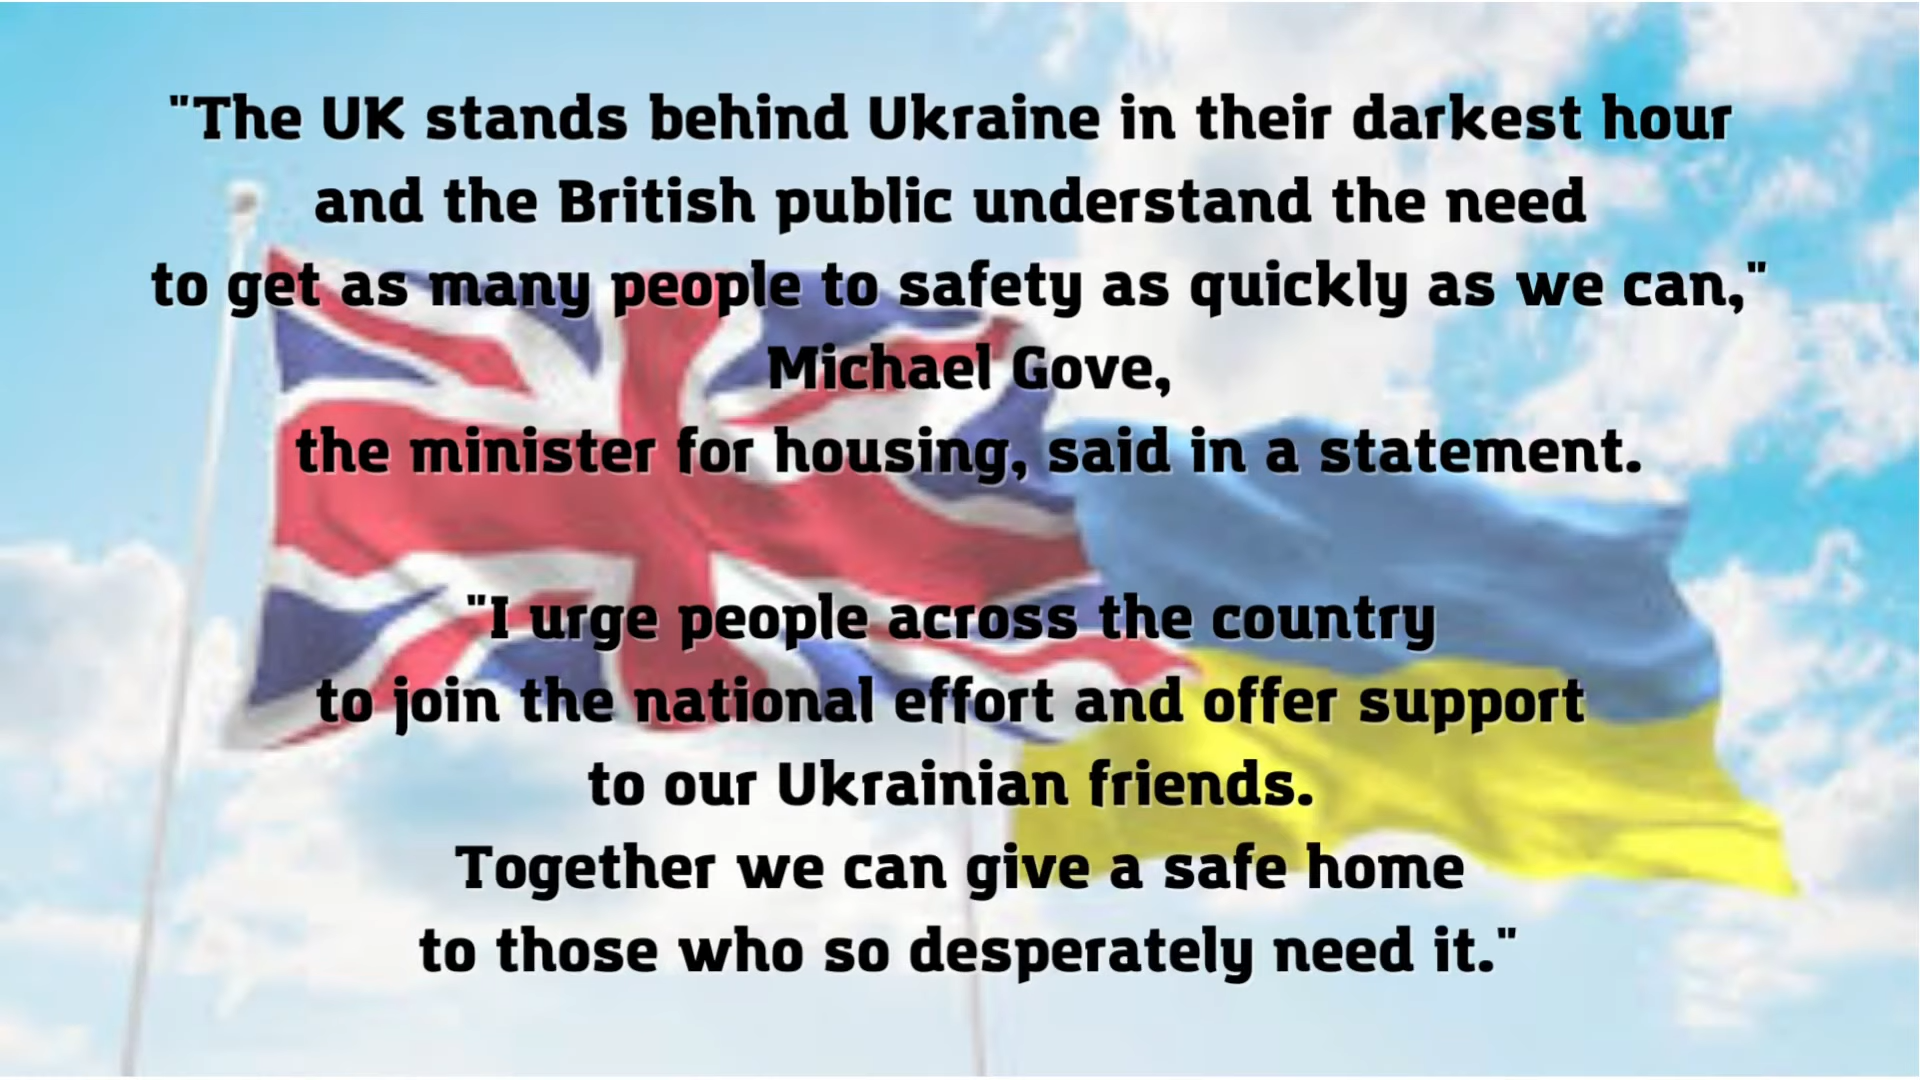 "The UK stands behind Ukraine in their darkest hour
and the British public understand the need
to get as many people to safety as quickly as we can,"
Michael Gove,
the minister for housing, said in a statement.
"I urge people across the country
to join the national effort and offer support
to our Ukrainian friends.
Together we can give a safe home
to those who so desperately need it."